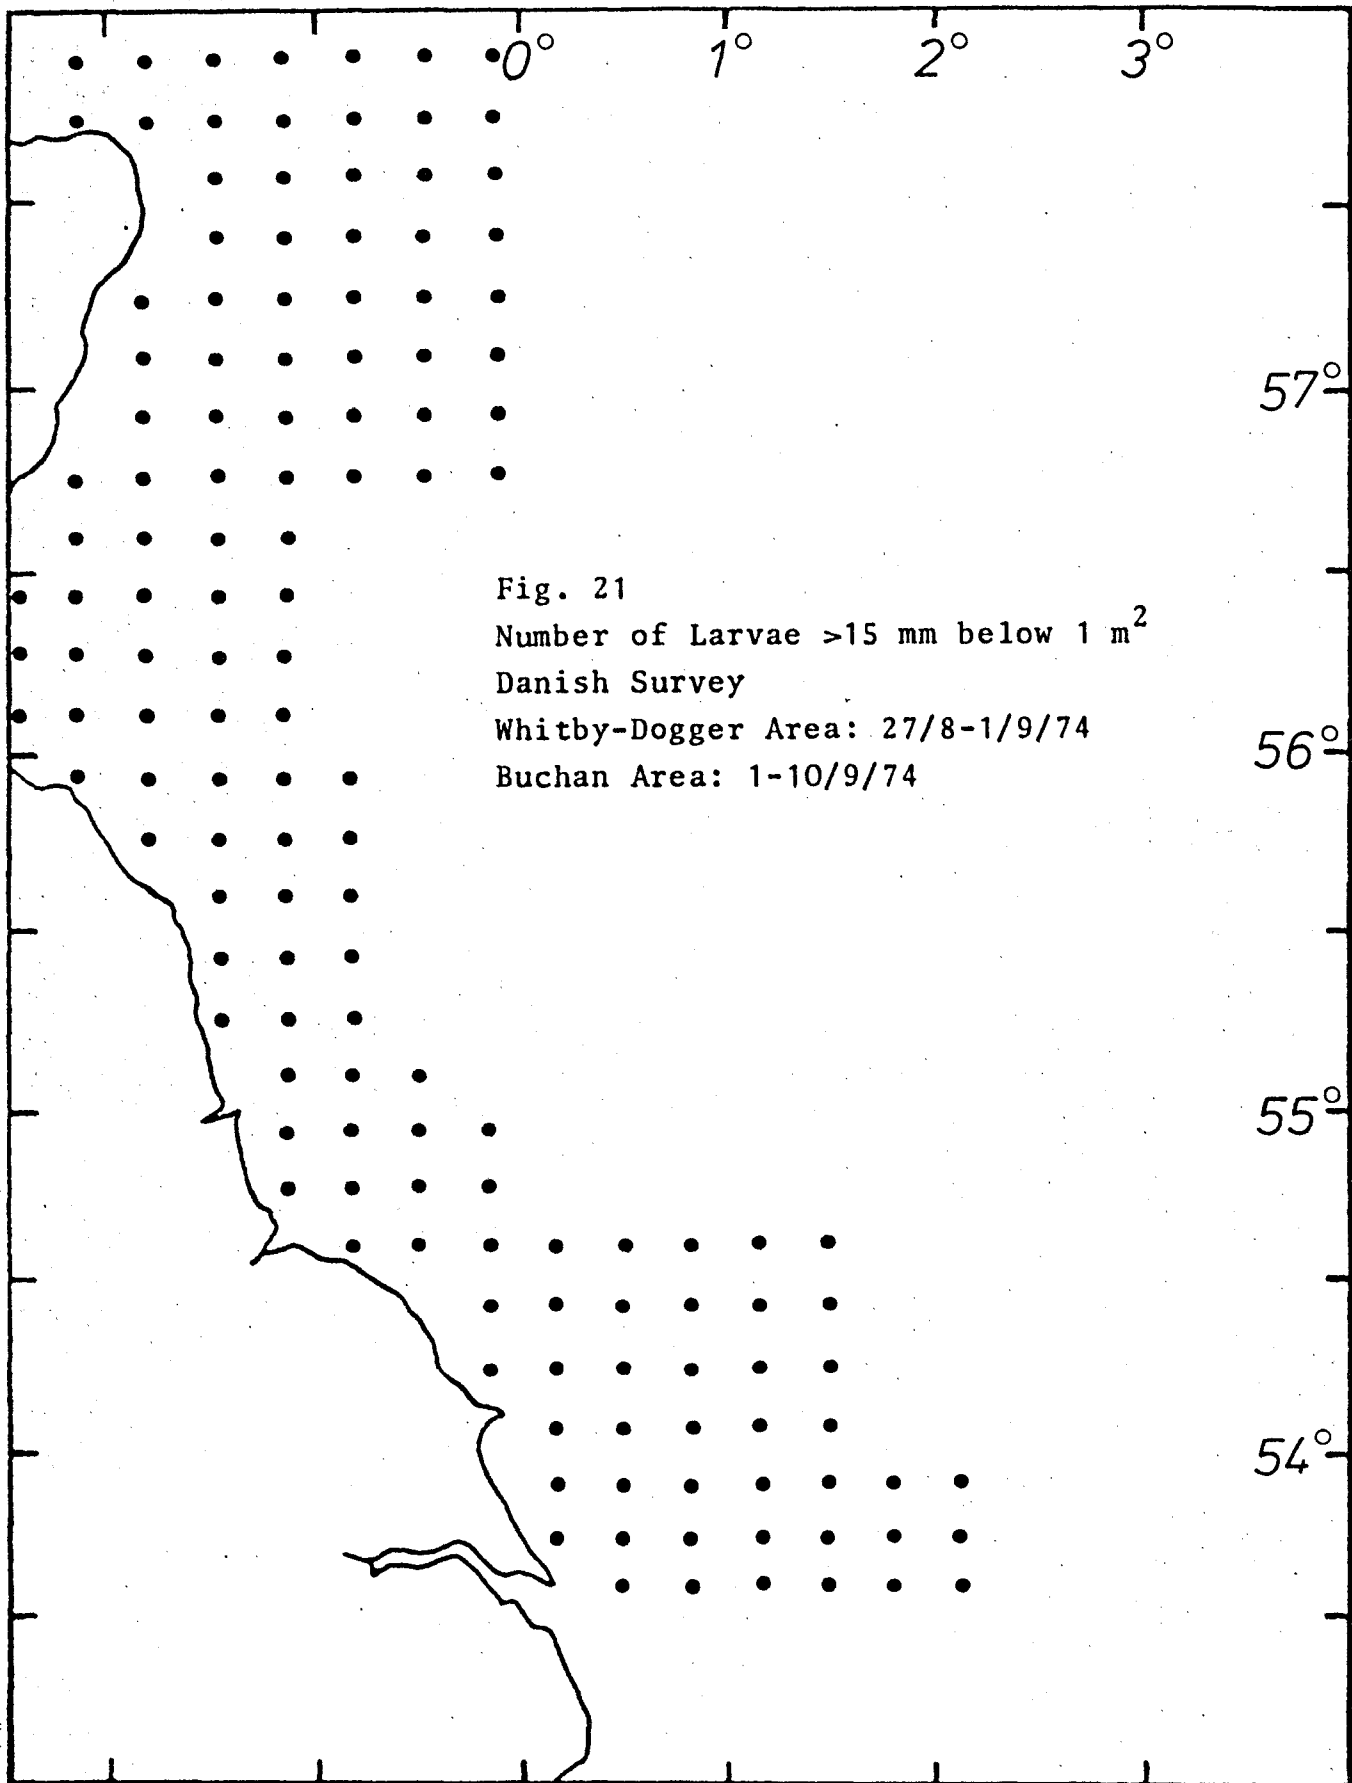 0° 1° 2° 3°
57°
Fig. 21
Number of Larvae >15 mm below 1 m²
Danish Survey
Whitby-Dogger Area: 27/8-1/9/74
56°
Buchan Area: 1-10/9/74
55°
54°